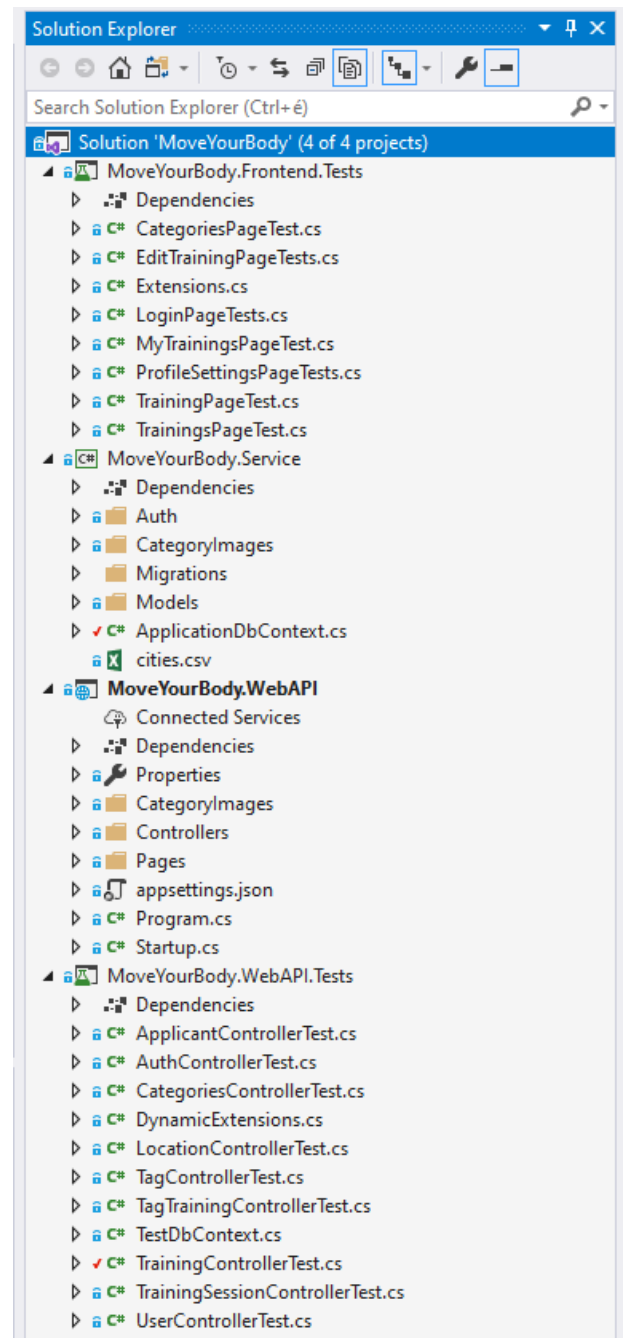 Solution Explorer
Search Solution Explorer (Ctrl+é)
Solution 'MoveYourBody' (4 of 4 projects)
MoveYourBody.Frontend.Tests
Dependencies
C# CategoriesPageTest.cs
C# EditTrainingPageTests.cs
C# Extensions.cs
C# LoginPageTests.cs
C# MyTrainingsPageTest.cs
C# ProfileSettingsPageTests.cs
C# TrainingPageTest.cs
C# TrainingsPageTest.cs
C# MoveYourBody.Service
Dependencies
Auth
CategoryImages
Migrations
Models
C# ApplicationDbContext.cs
X cities.csv
MoveYourBody.WebAPI
Connected Services
Dependencies
Properties
CategoryImages
Controllers
Pages
appsettings.json
C# Program.cs
C# Startup.cs
MoveYourBody.WebAPI.Tests
Dependencies
C# ApplicantControllerTest.cs
C# AuthControllerTest.cs
C# CategoriesControllerTest.cs
C# DynamicExtensions.cs
C# LocationControllerTest.cs
C# TagControllerTest.cs
C# TagTrainingControllerTest.cs
C# TestDbContext.cs
C# TrainingControllerTest.cs
C# TrainingSessionControllerTest.cs
C# UserControllerTest.cs